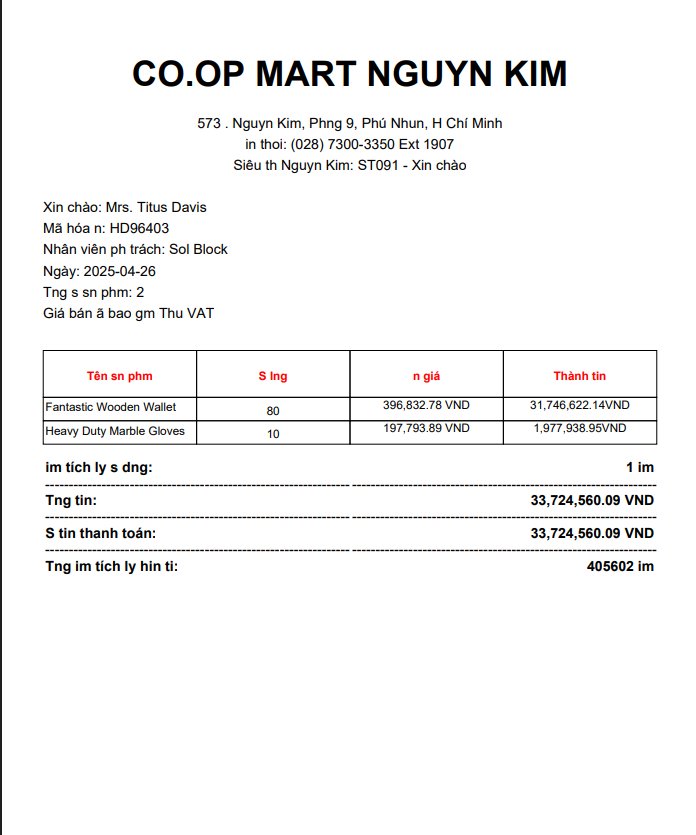 CO.OP MART NGUYN KIM
573 . Nguyn Kim, Phng 9, Phú Nhun, H Chí Minh
in thoi: (028) 7300-3350 Ext 1907
Siêu th Nguyn Kim: ST091 - Xin chào
Xin chào: Mrs. Titus Davis
Mã hóa n: HD96403
Nhân viên ph trách: Sol Block
Ngày: 2025-04-26
Tng s sn phm: 2
Giá bán ã bao gm Thu VAT
Tên sn phm S lng n giá Thành tin
Fantastic Wooden Wallet 80 396,832.78 VND 31,746,622.14VND
Heavy Duty Marble Gloves 10 197,793.89 VND 1,977,938.95VND
im tích ly s dng: 1 im
Tng tin: 33,724,560.09 VND
S tin thanh toán: 33,724,560.09 VND
Tng im tích ly hin ti: 405602 im